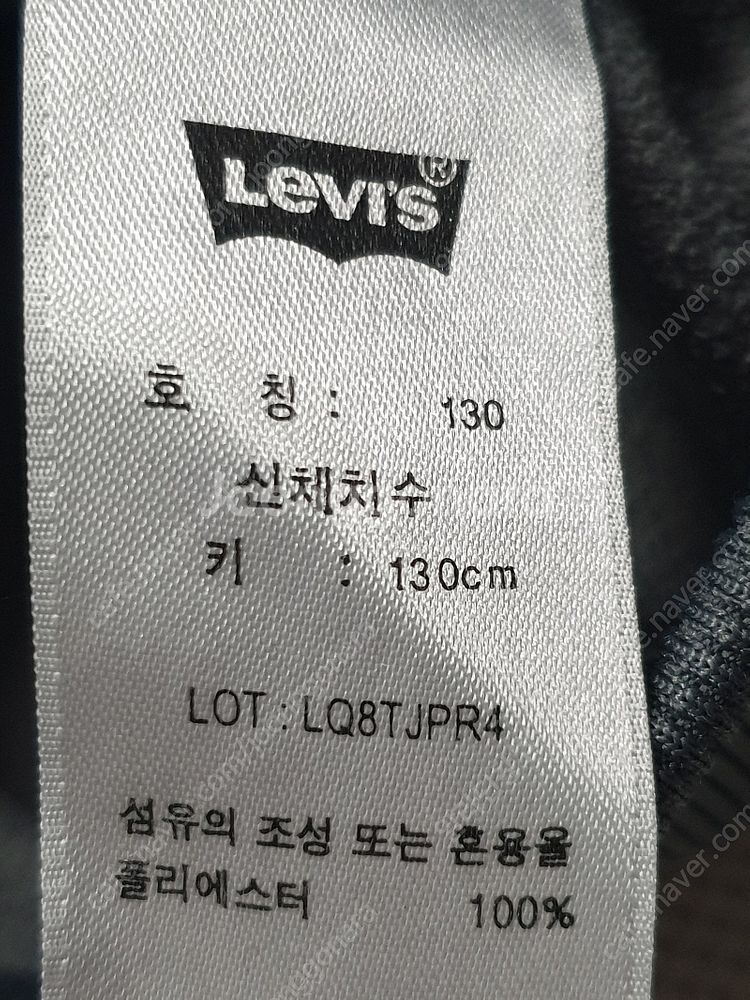 Levi's®
호 칭 : 130
신체치수
키 : 130cm
LOT : LQ8TJPR4
섬유의 조성 또는 혼용율
폴리에스터 100%